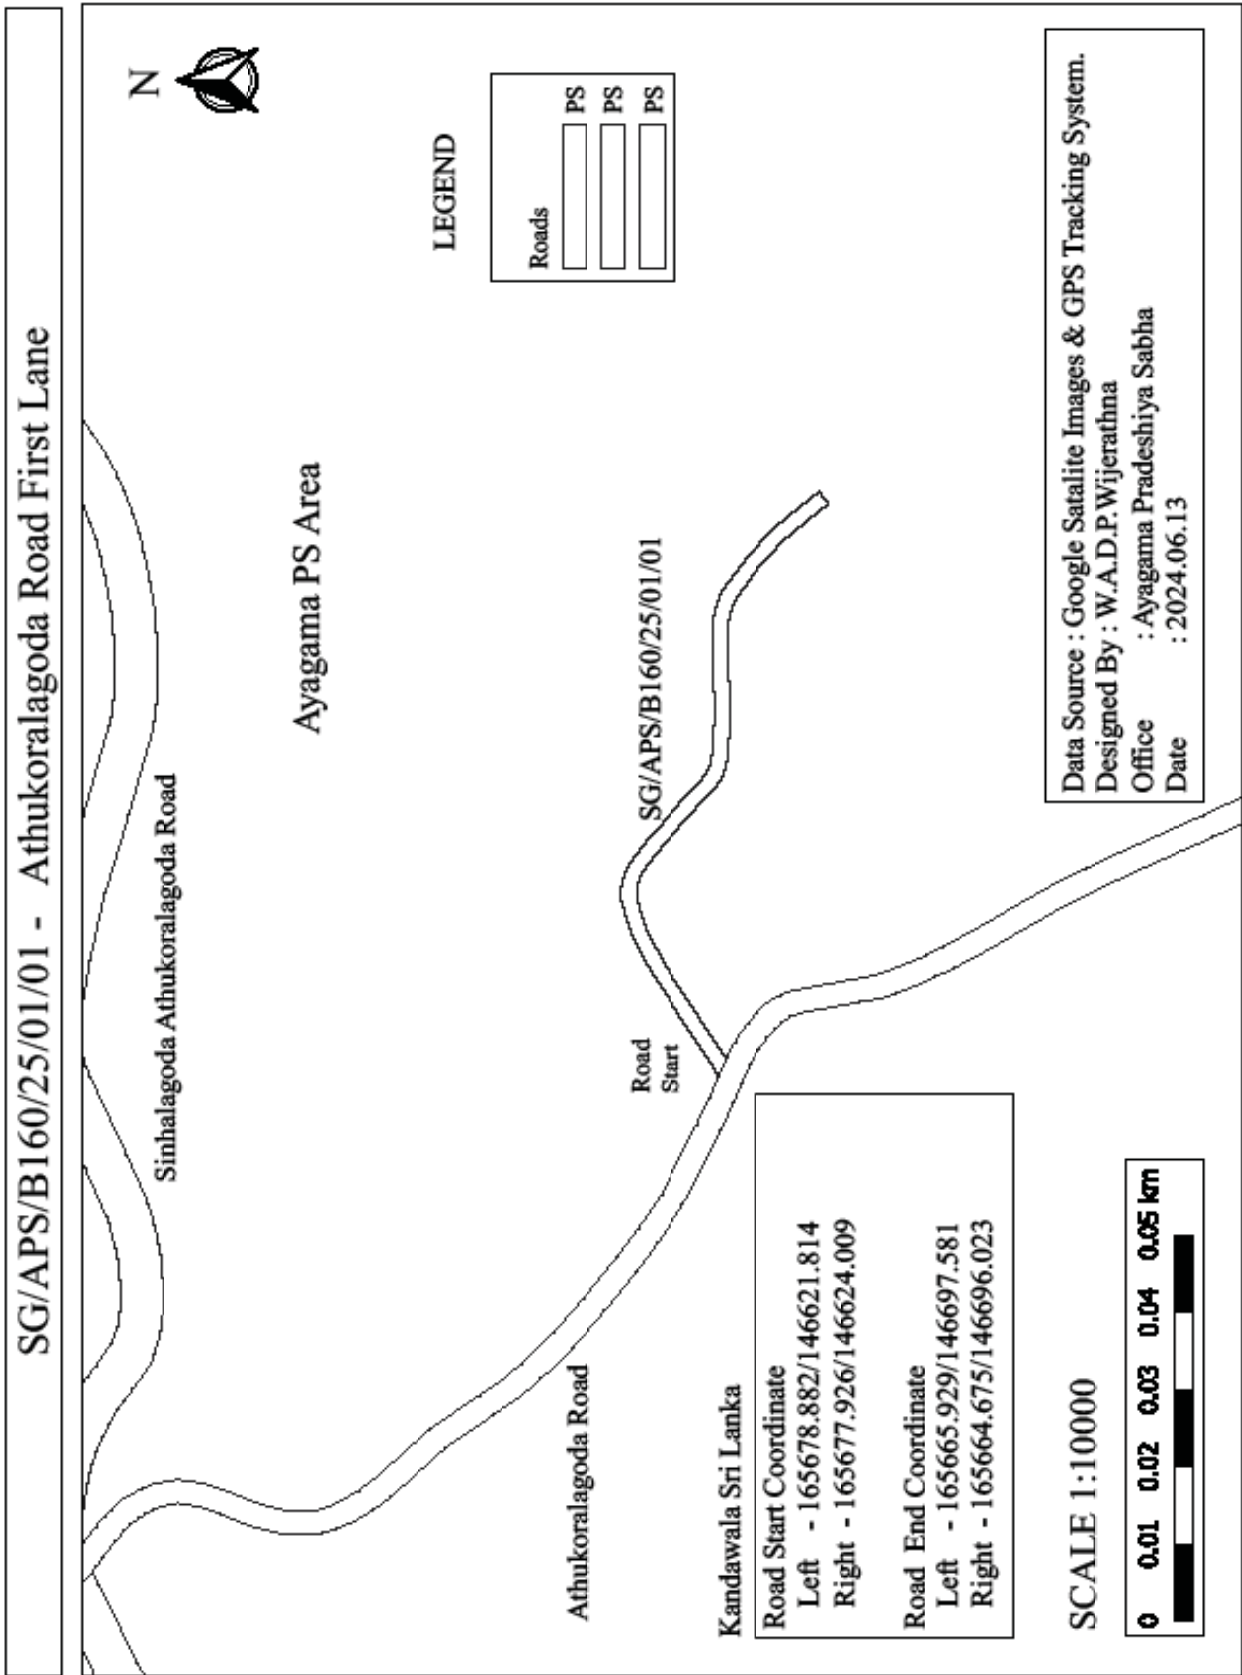 SG/APS/B160/25/01/01 - Athukoralagoda Road First Lane
N
Sinhalagoda Athukoralagoda Road
Ayagama PS Area
LEGEND
Roads
PS
PS
PS
SG/APS/B160/25/01/01
Road
Start
Athukoralagoda Road
Kandawala Sri Lanka
Road Start Coordinate
Left - 165678.882/146621.814
Right - 165677.926/146624.009
Road End Coordinate
Left - 165665.929/146697.581
Right - 165664.675/146696.023
SCALE 1:10000
0 0.01 0.02 0.03 0.04 0.05 km
Data Source : Google Satalite Images & GPS Tracking System.
Designed By : W.A.D.P.Wijerathna
Office : Ayagama Pradeshiya Sabha
Date : 2024.06.13